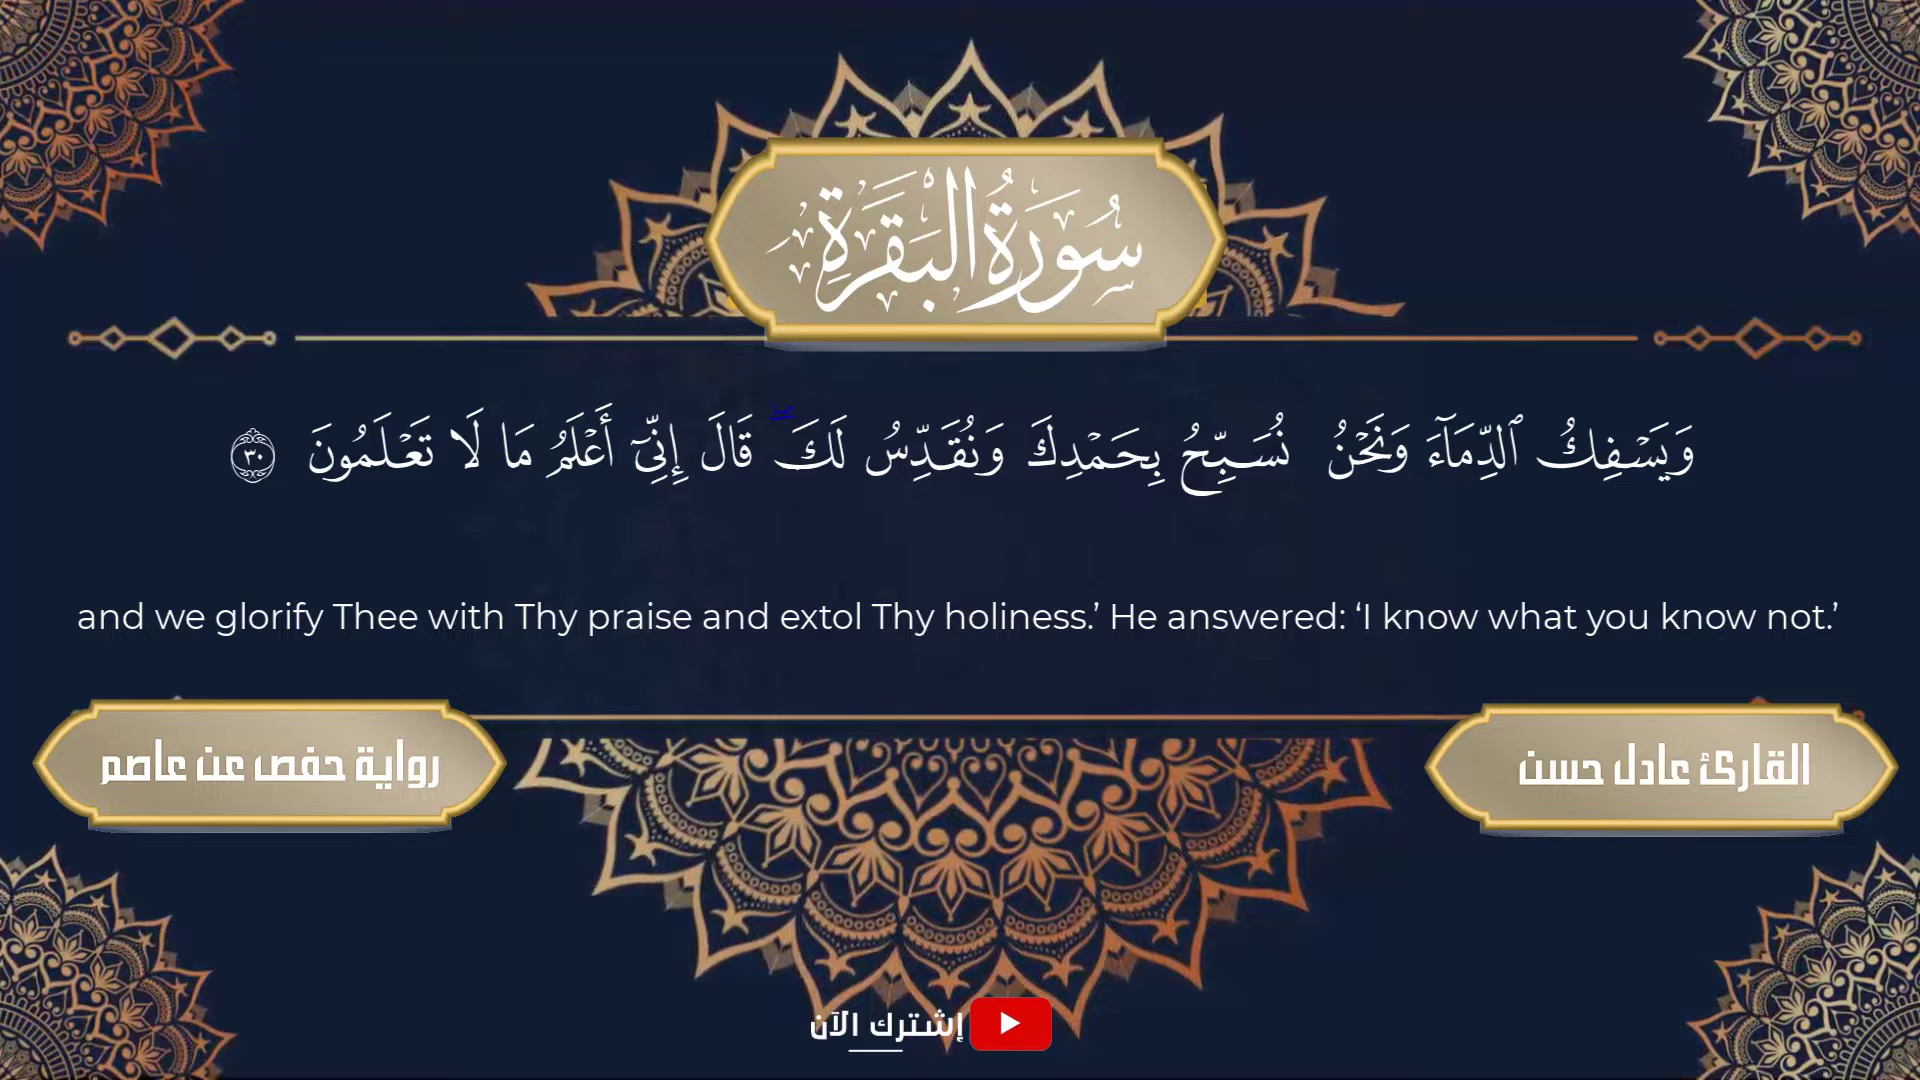 سُورَةُ البَقَرَةِ
وَيَسْفِكُ ٱلدِّمَآءَ وَنَحْنُ نُسَبِّحُ بِحَمْدِكَ وَنُقَدِّسُ لَكَ ۖ قَالَ إِنِّىٓ أَعْلَمُ مَا لَا تَعْلَمُونَ ٣٠
and we glorify Thee with Thy praise and extol Thy holiness.’ He answered: ‘I know what you know not.’
القارئ عادل حسن
رواية حفص عن عاصم
إشترك الآن